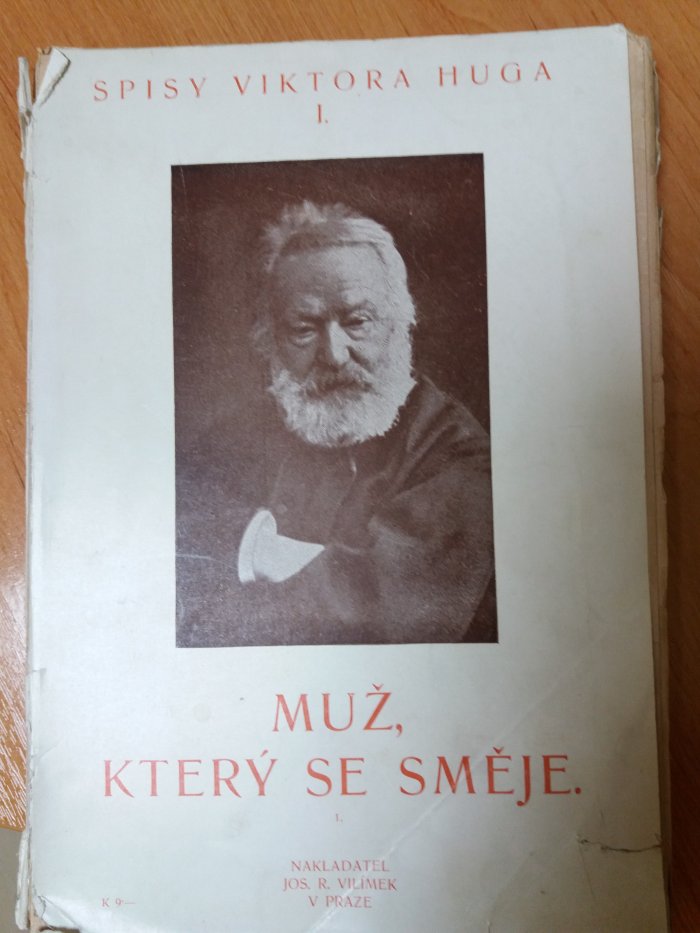 SPISY VIKTORA HUGA
I.
MUŽ,
KTERÝ SE SMĚJE.
I.
NAKLADATEL
JOS. R. VILÍMEK
V PRAZE
K 9·—